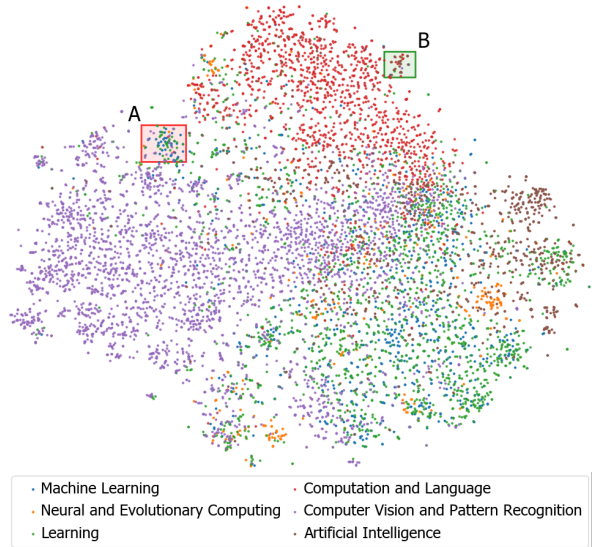 B
A
Machine Learning
Neural and Evolutionary Computing
Learning
Computation and Language
Computer Vision and Pattern Recognition
Artificial Intelligence